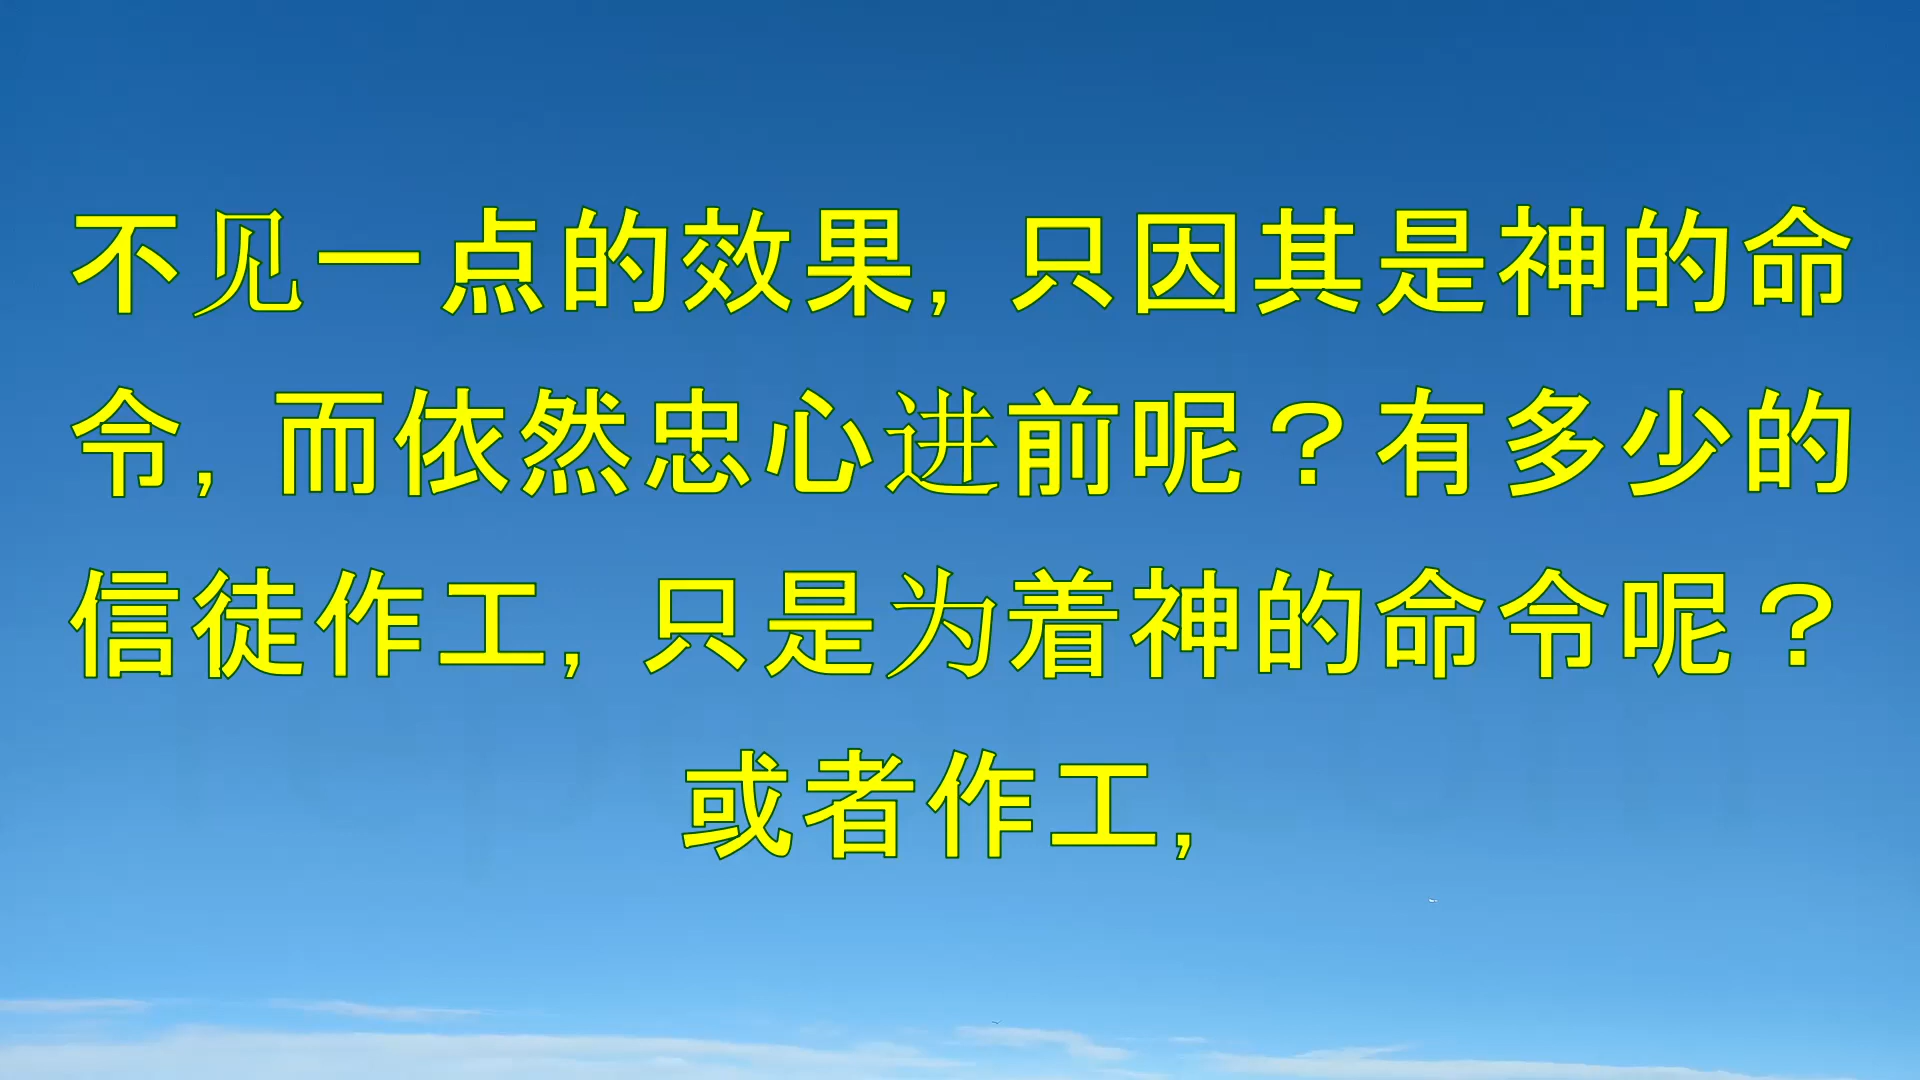 不见一点的效果，只因其是神的命
令，而依然忠心进前呢？有多少的
信徒作工，只是为着神的命令呢？
或者作工，